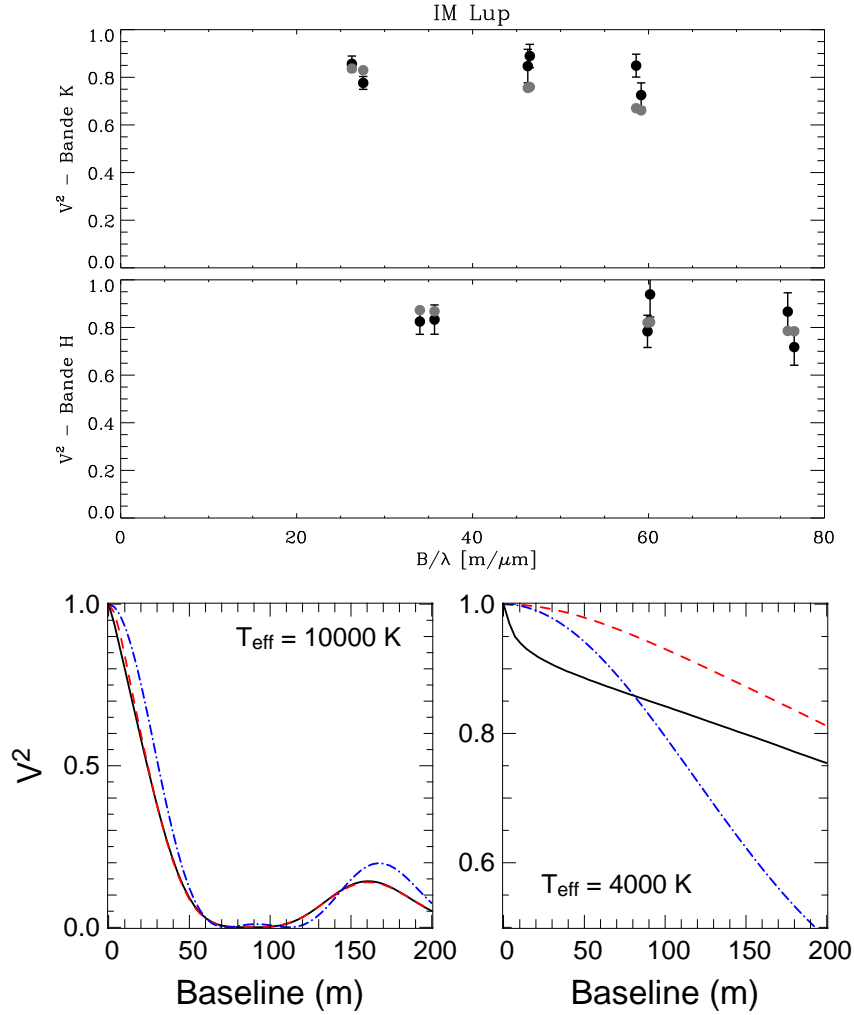 IM Lup
1.0
0.8
0.6
0.4
0.2
0.0
V² – Bande K
1.0
0.8
0.6
0.4
0.2
0.0
V² – Bande H
0 20 40 60 80
B/λ [m/μm]
1.0
0.5
0.0
V²
T_eff = 10000 K
0 50 100 150 200
Baseline (m)
1.0
0.8
0.6
T_eff = 4000 K
0 50 100 150 200
Baseline (m)